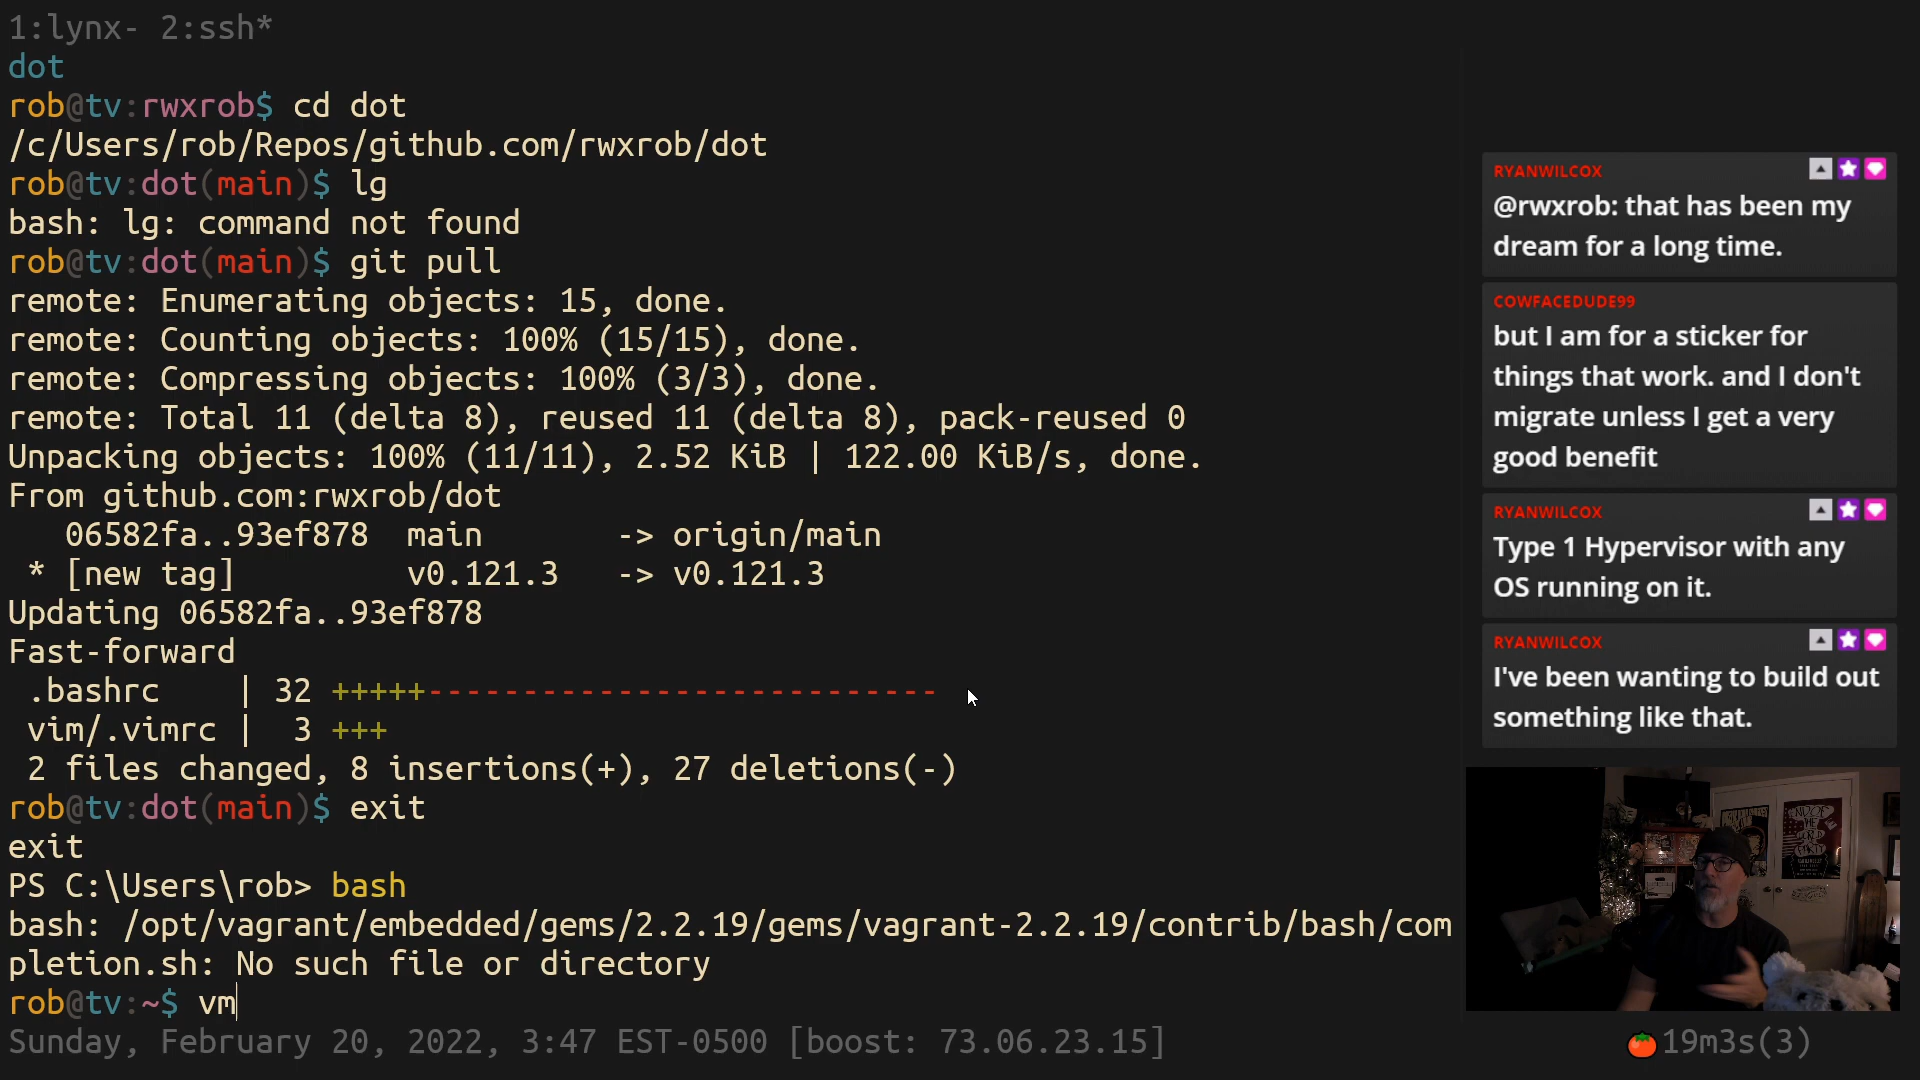 1:lynx- 2:ssh*
dot
rob@tv:rwxrob$ cd dot
/c/Users/rob/Repos/github.com/rwxrob/dot
rob@tv:dot(main)$ lg
bash: lg: command not found
rob@tv:dot(main)$ git pull
remote: Enumerating objects: 15, done.
remote: Counting objects: 100% (15/15), done.
remote: Compressing objects: 100% (3/3), done.
remote: Total 11 (delta 8), reused 11 (delta 8), pack-reused 0
Unpacking objects: 100% (11/11), 2.52 KiB | 122.00 KiB/s, done.
From github.com:rwxrob/dot
06582fa..93ef878 main -> origin/main
* [new tag] v0.121.3 -> v0.121.3
Updating 06582fa..93ef878
Fast-forward
.bashrc | 32 +++++---------------------------
vim/.vimrc | 3 +++
2 files changed, 8 insertions(+), 27 deletions(-)
rob@tv:dot(main)$ exit
exit
PS C:\Users\rob> bash
bash: /opt/vagrant/embedded/gems/2.2.19/gems/vagrant-2.2.19/contrib/bash/com
pletion.sh: No such file or directory
rob@tv:~$ vm
Sunday, February 20, 2022, 3:47 EST-0500 [boost: 73.06.23.15]
RYANWILCOX
@rwxrob: that has been my
dream for a long time.
COWFACEDUDE99
but I am for a sticker for
things that work. and I don't
migrate unless I get a very
good benefit
RYANWILCOX
Type 1 Hypervisor with any
OS running on it.
RYANWILCOX
I've been wanting to build out
something like that.
🍅19m3s(3)